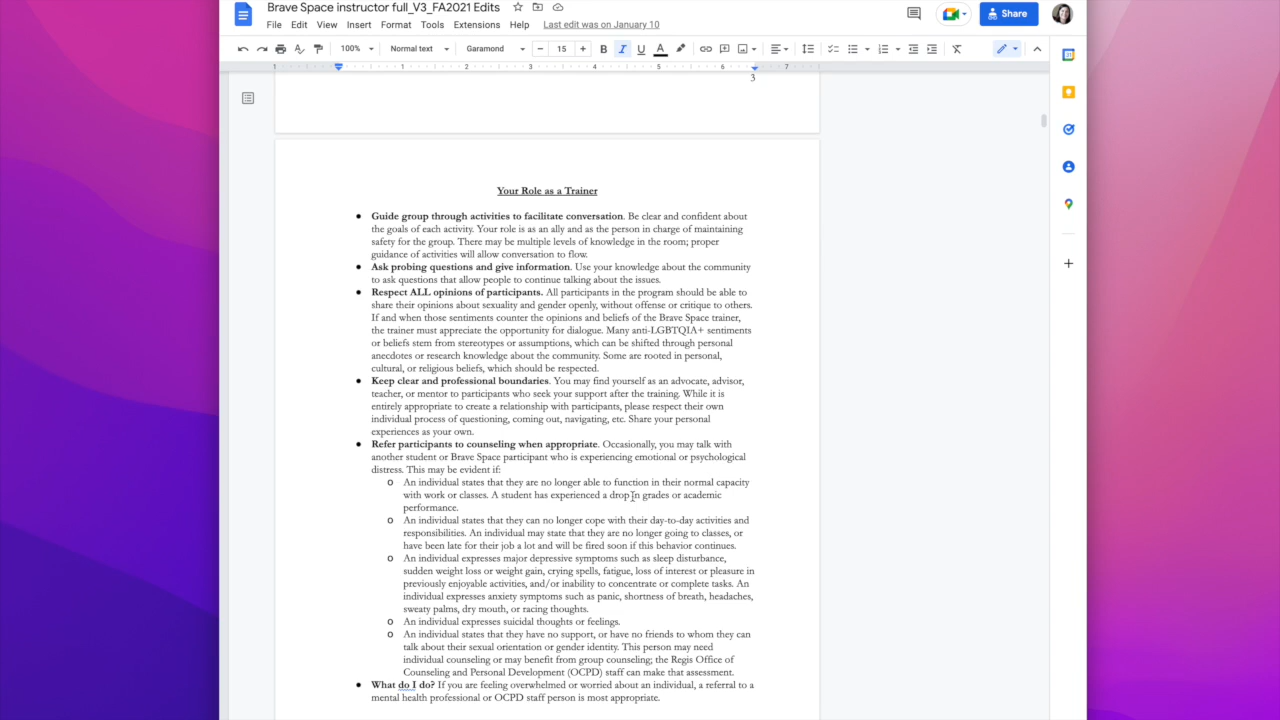 Brave Space instructor full_V3_FA2021 Edits
File Edit View Insert Format Tools Extensions Help Last edit was on January 10
Share
100% Normal text Garamond − 15 + B I U A
1 1 2 3 4 5 6 7
3
Your Role as a Trainer
● Guide group through activities to facilitate conversation. Be clear and confident about
the goals of each activity. Your role is as an ally and as the person in charge of maintaining
safety for the group. There may be multiple levels of knowledge in the room; proper
guidance of activities will allow conversation to flow.
● Ask probing questions and give information. Use your knowledge about the community
to ask questions that allow people to continue talking about the issues.
● Respect ALL opinions of participants. All participants in the program should be able to
share their opinions about sexuality and gender openly, without offense or critique to others.
If and when those sentiments counter the opinions and beliefs of the Brave Space trainer,
the trainer must appreciate the opportunity for dialogue. Many anti-LGBTQIA+ sentiments
or beliefs stem from stereotypes or assumptions, which can be shifted through personal
anecdotes or research knowledge about the community. Some are rooted in personal,
cultural, or religious beliefs, which should be respected.
● Keep clear and professional boundaries. You may find yourself as an advocate, advisor,
teacher, or mentor to participants who seek your support after the training. While it is
entirely appropriate to create a relationship with participants, please respect their own
individual process of questioning, coming out, navigating, etc. Share your personal
experiences as your own.
● Refer participants to counseling when appropriate. Occasionally, you may talk with
another student or Brave Space participant who is experiencing emotional or psychological
distress. This may be evident if:
o An individual states that they are no longer able to function in their normal capacity
with work or classes. A student has experienced a drop in grades or academic
performance.
o An individual states that they can no longer cope with their day-to-day activities and
responsibilities. An individual may state that they are no longer going to classes, or
have been late for their job a lot and will be fired soon if this behavior continues.
o An individual expresses major depressive symptoms such as sleep disturbance,
sudden weight loss or weight gain, crying spells, fatigue, loss of interest or pleasure in
previously enjoyable activities, and/or inability to concentrate or complete tasks. An
individual expresses anxiety symptoms such as panic, shortness of breath, headaches,
sweaty palms, dry mouth, or racing thoughts.
o An individual expresses suicidal thoughts or feelings.
o An individual states that they have no support, or have no friends to whom they can
talk about their sexual orientation or gender identity. This person may need
individual counseling or may benefit from group counseling; the Regis Office of
Counseling and Personal Development (OCPD) staff can make that assessment.
● What do I do? If you are feeling overwhelmed or worried about an individual, a referral to a
mental health professional or OCPD staff person is most appropriate.